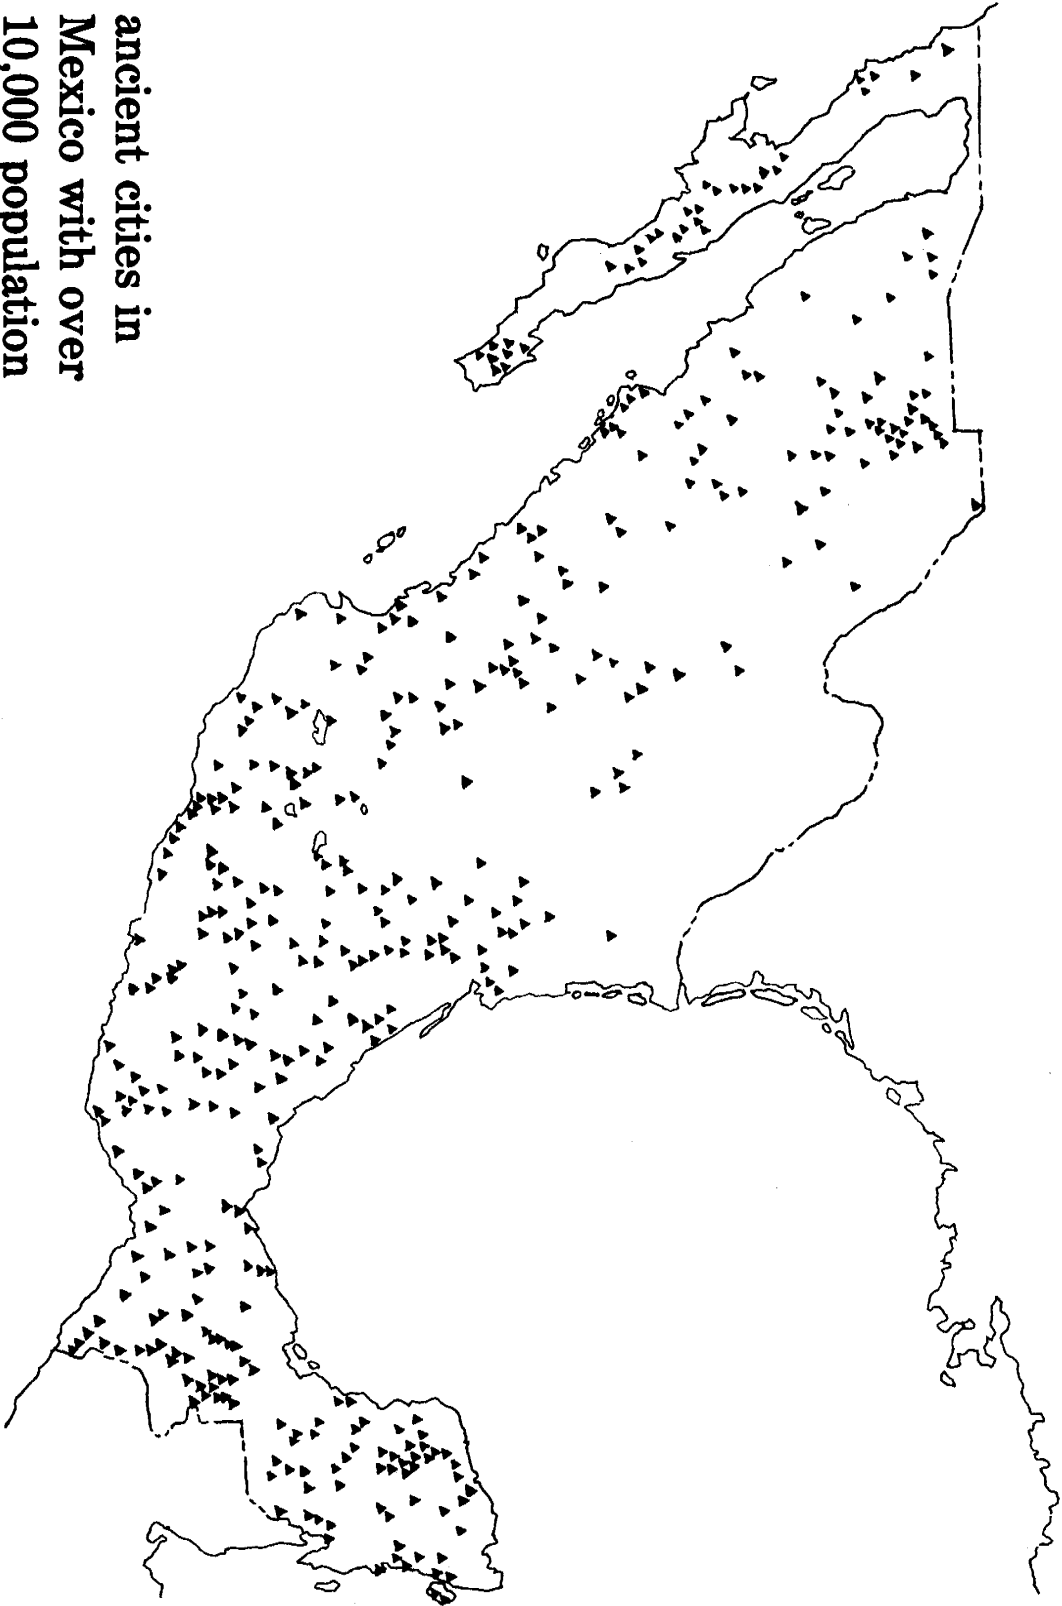 ancient cities in
Mexico with over
10,000 population